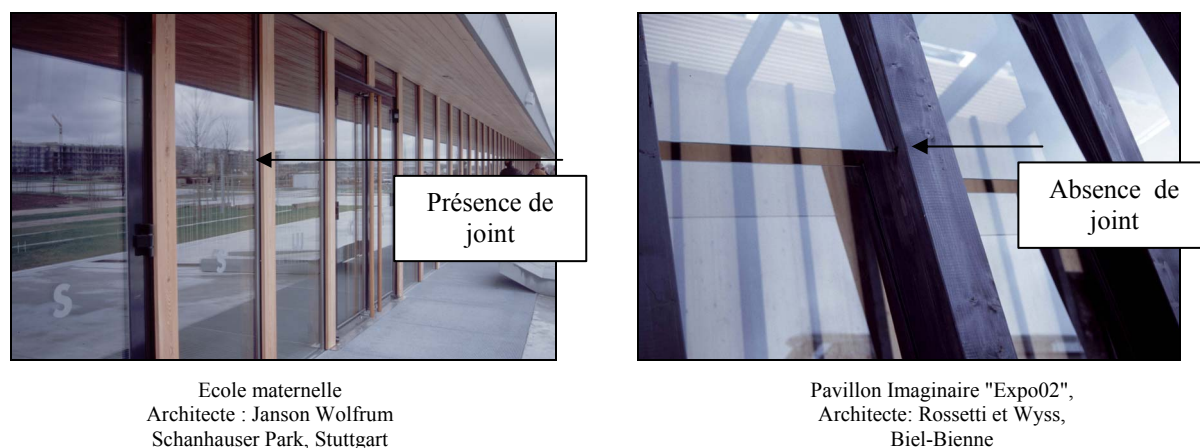 Présence de
joint
Absence de
joint
Ecole maternelle
Architecte : Janson Wolfrum
Schanhauser Park, Stuttgart
Pavillon Imaginaire "Expo02",
Architecte: Rossetti et Wyss,
Biel-Bienne